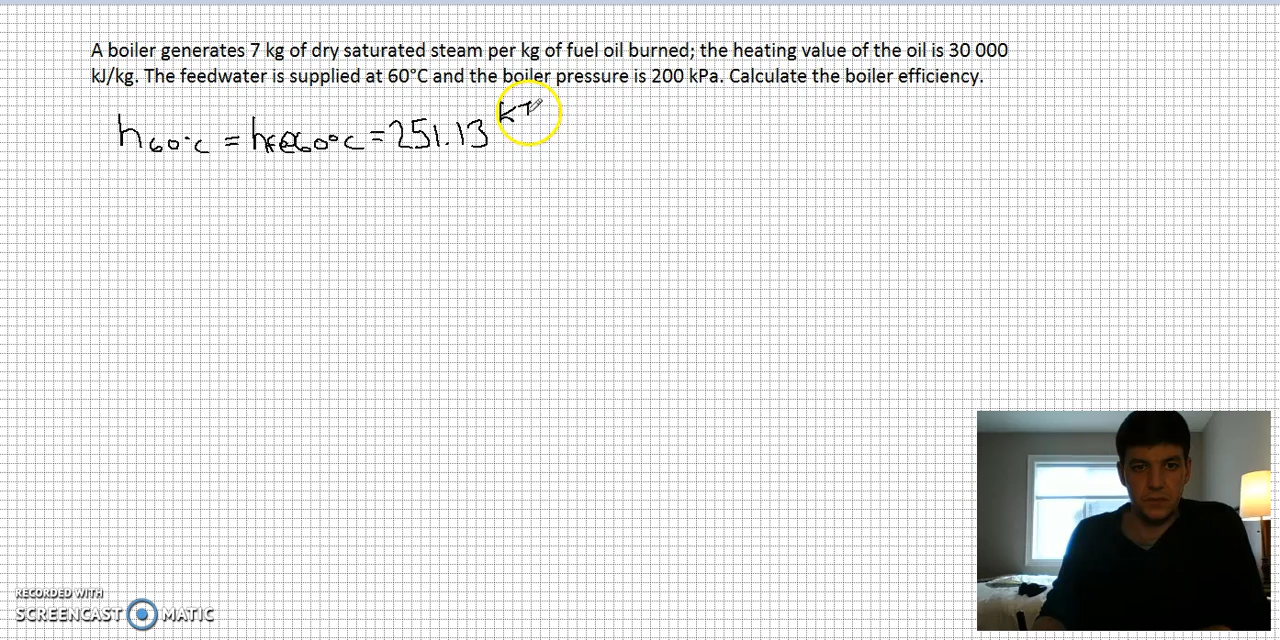 A boiler generates 7 kg of dry saturated steam per kg of fuel oil burned; the heating value of the oil is 30 000
kJ/kg. The feedwater is supplied at 60°C and the boiler pressure is 200 kPa. Calculate the boiler efficiency.
h60°C = hf@60°C = 251.13 kJ
RECORDED WITH
SCREENCAST MATIC